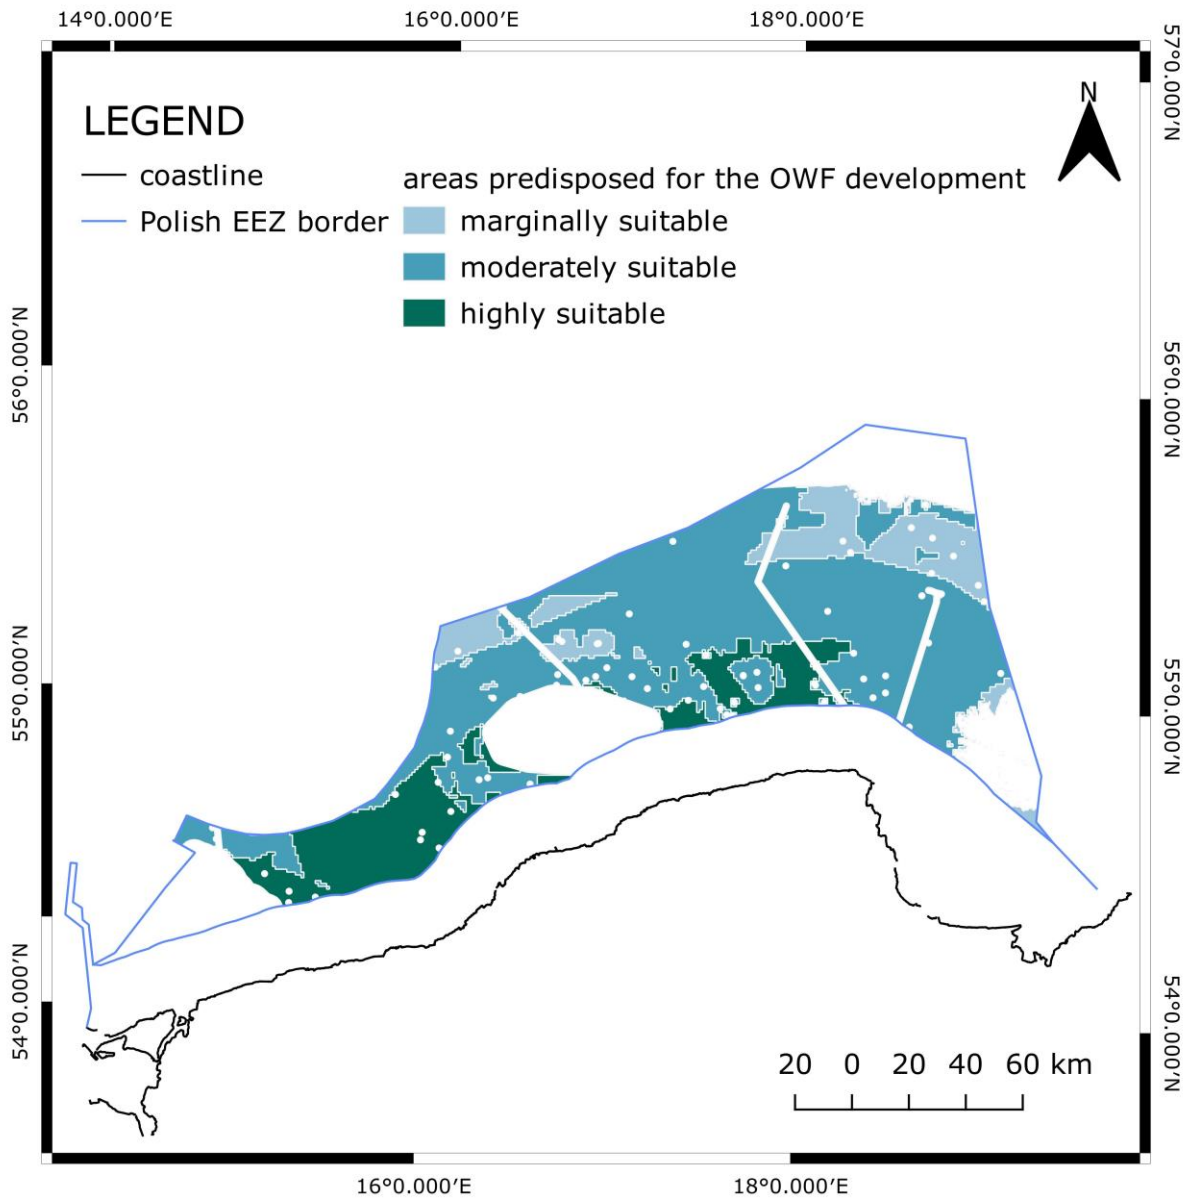 14°0.000’E 16°0.000’E 18°0.000’E
57°0.000’N
N
LEGEND
coastline
Polish EEZ border
areas predisposed for the OWF development
marginally suitable
moderately suitable
highly suitable
56°0.000’N
56°0.000’N
55°0.000’N
55°0.000’N
54°0.000’N
54°0.000’N
20 0 20 40 60 km
16°0.000’E 18°0.000’E